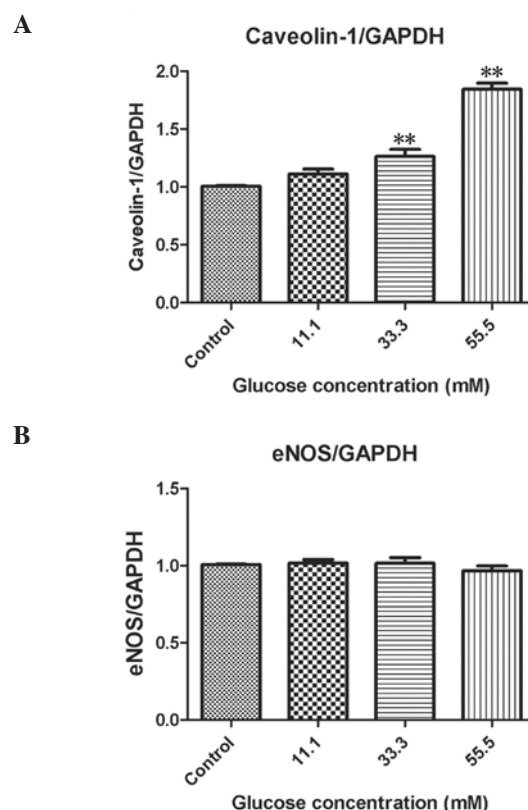 A
Caveolin-1/GAPDH
Caveolin-1/GAPDH
2.0
1.5
1.0
0.5
0.0
**
**
Control
11.1
33.3
55.5
Glucose concentration (mM)
B
eNOS/GAPDH
eNOS/GAPDH
1.5
1.0
0.5
0.0
Control
11.1
33.3
55.5
Glucose concentration (mM)